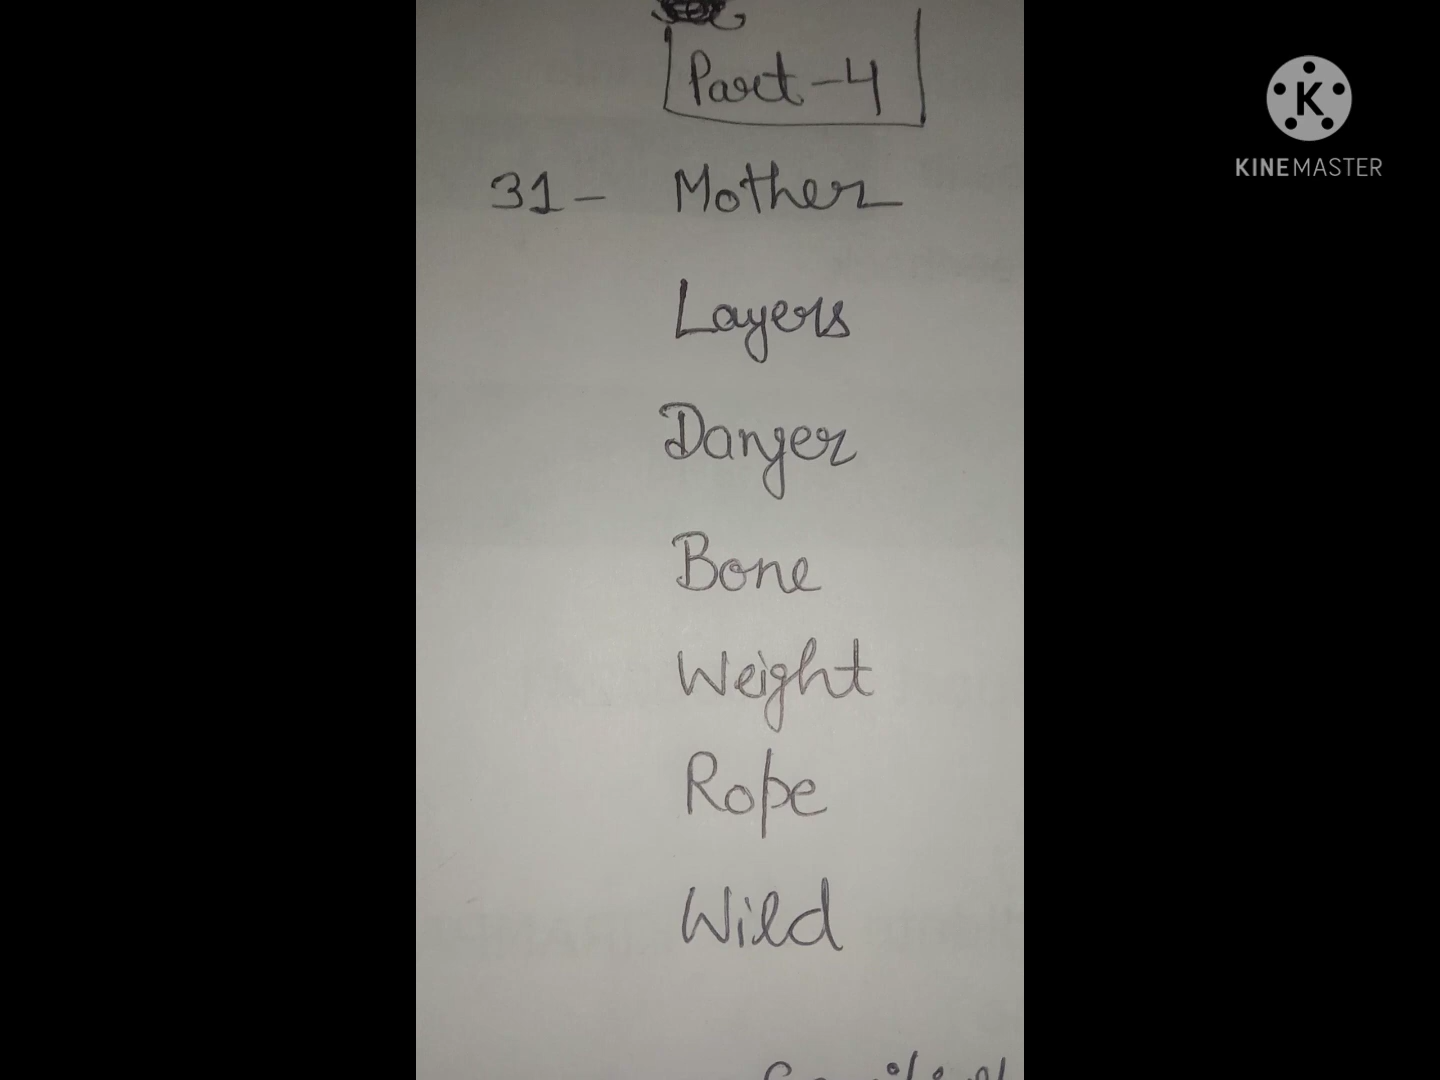 Part-4
31- Mother
Layers
Danger
Bone
Weight
Rope
Wild
K
KINEMASTER